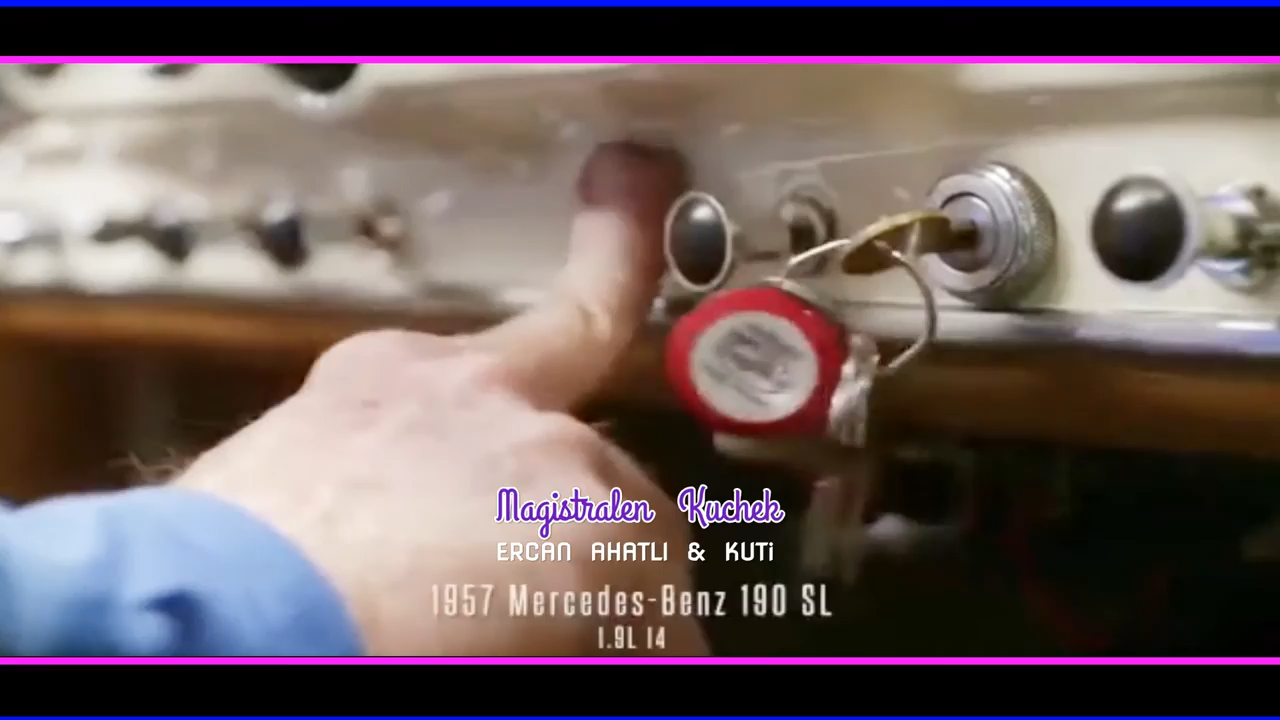 Magistralen Kuchek
ERCAN AHATLI & KUTi
1957 Mercedes-Benz 190 SL
1.9L I4